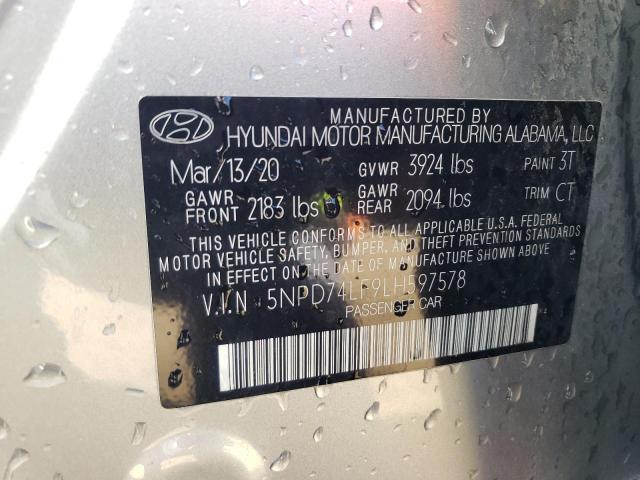 MANUFACTURED BY
HYUNDAI MOTOR MANUFACTURING ALABAMA, LLC
Mar/13/20 GVWR 3924 lbs PAINT 3T
GAWR FRONT 2183 lbs GAWR REAR 2094 lbs TRIM CT
THIS VEHICLE CONFORMS TO ALL APPLICABLE U.S.A. FEDERAL
MOTOR VEHICLE SAFETY, BUMPER, AND THEFT PREVENTION STANDARDS
IN EFFECT ON THE DATE OF MANUFACTURE SHOWN ABOVE.
V.I.N 5NPD74LF9LH597578
PASSENGER CAR